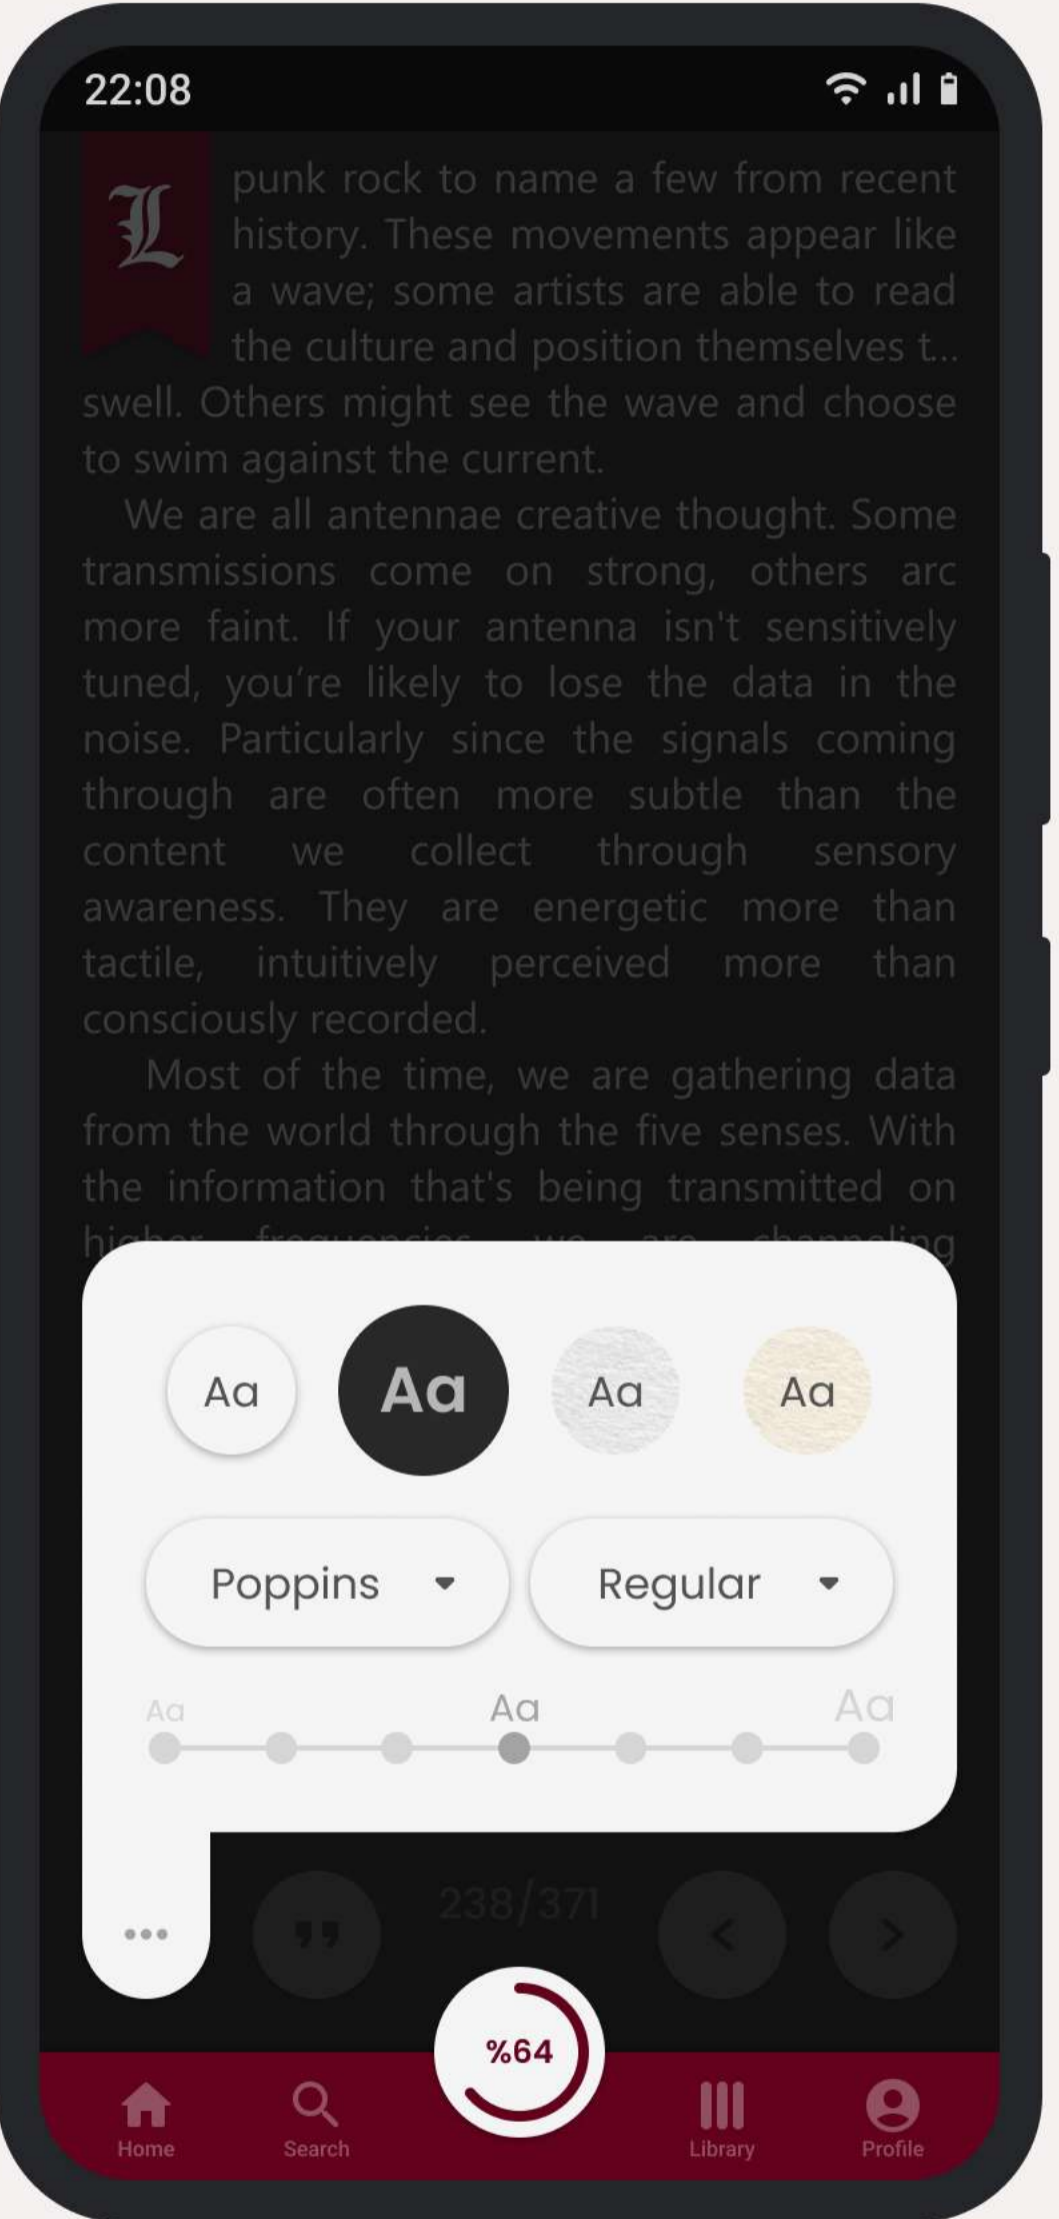 22:08
L
punk rock to name a few from recent
history. These movements appear like
a wave; some artists are able to read
the culture and position themselves t...
swell. Others might see the wave and choose
to swim against the current.
We are all antennae creative thought. Some
transmissions come on strong, others arc
more faint. If your antenna isn't sensitively
tuned, you’re likely to lose the data in the
noise. Particularly since the signals coming
through are often more subtle than the
content we collect through sensory
awareness. They are energetic more than
tactile, intuitively perceived more than
consciously recorded.
Most of the time, we are gathering data
from the world through the five senses. With
the information that's being transmitted on
higher frequencies, we are channeling
Aa Aa Aa Aa
Poppins Regular
Aa Aa Aa
238/371
%64
Home Search Library Profile